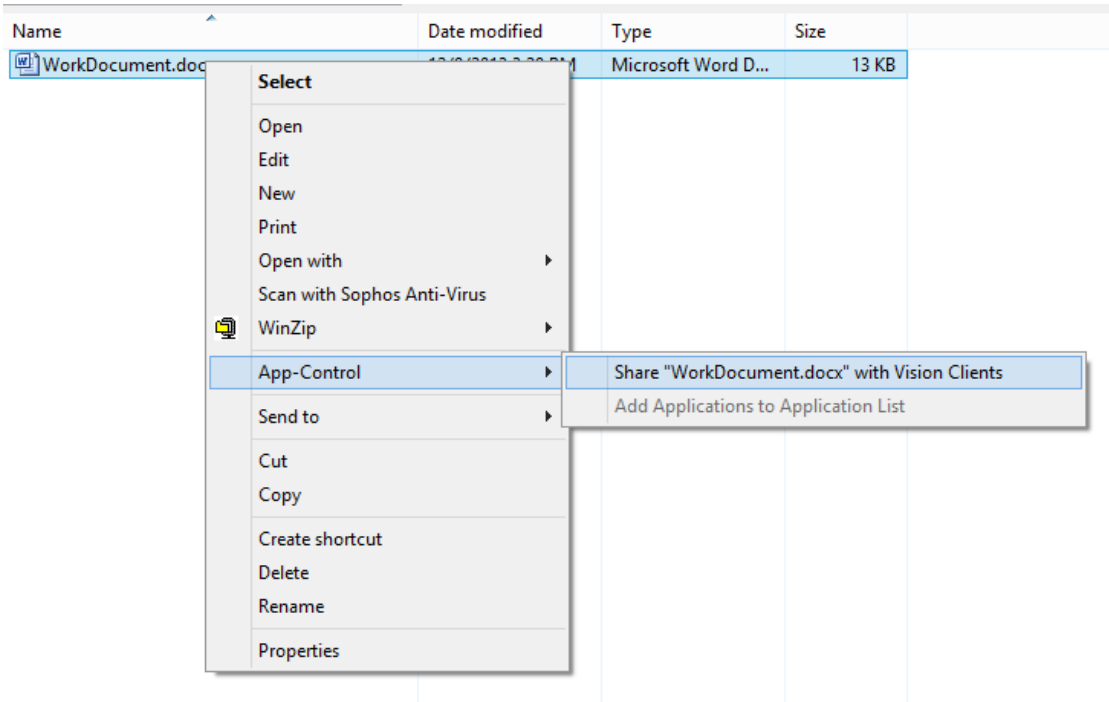 Name Date modified Type Size
WorkDocument.doc Microsoft Word D... 13 KB
Select
Open
Edit
New
Print
Open with
Scan with Sophos Anti-Virus
WinZip
App-Control
Share "WorkDocument.docx" with Vision Clients
Add Applications to Application List
Send to
Cut
Copy
Create shortcut
Delete
Rename
Properties